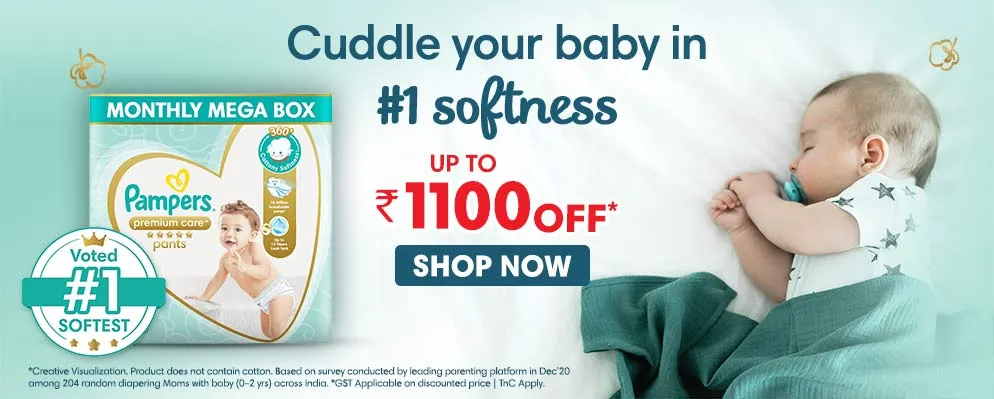 Cuddle your baby in
#1 softness
UP TO
₹1100 OFF*
SHOP NOW
MONTHLY MEGA BOX
360°
Cottony Softness
Pampers.
premium care
pants
Voted
#1
SOFTEST
*Creative Visualization. Product does not contain cotton. Based on survey conducted by leading parenting platform in Dec'20
among 204 random diapering Moms with baby (0-2 yrs) across India. *GST Applicable on discounted price | TnC Apply.